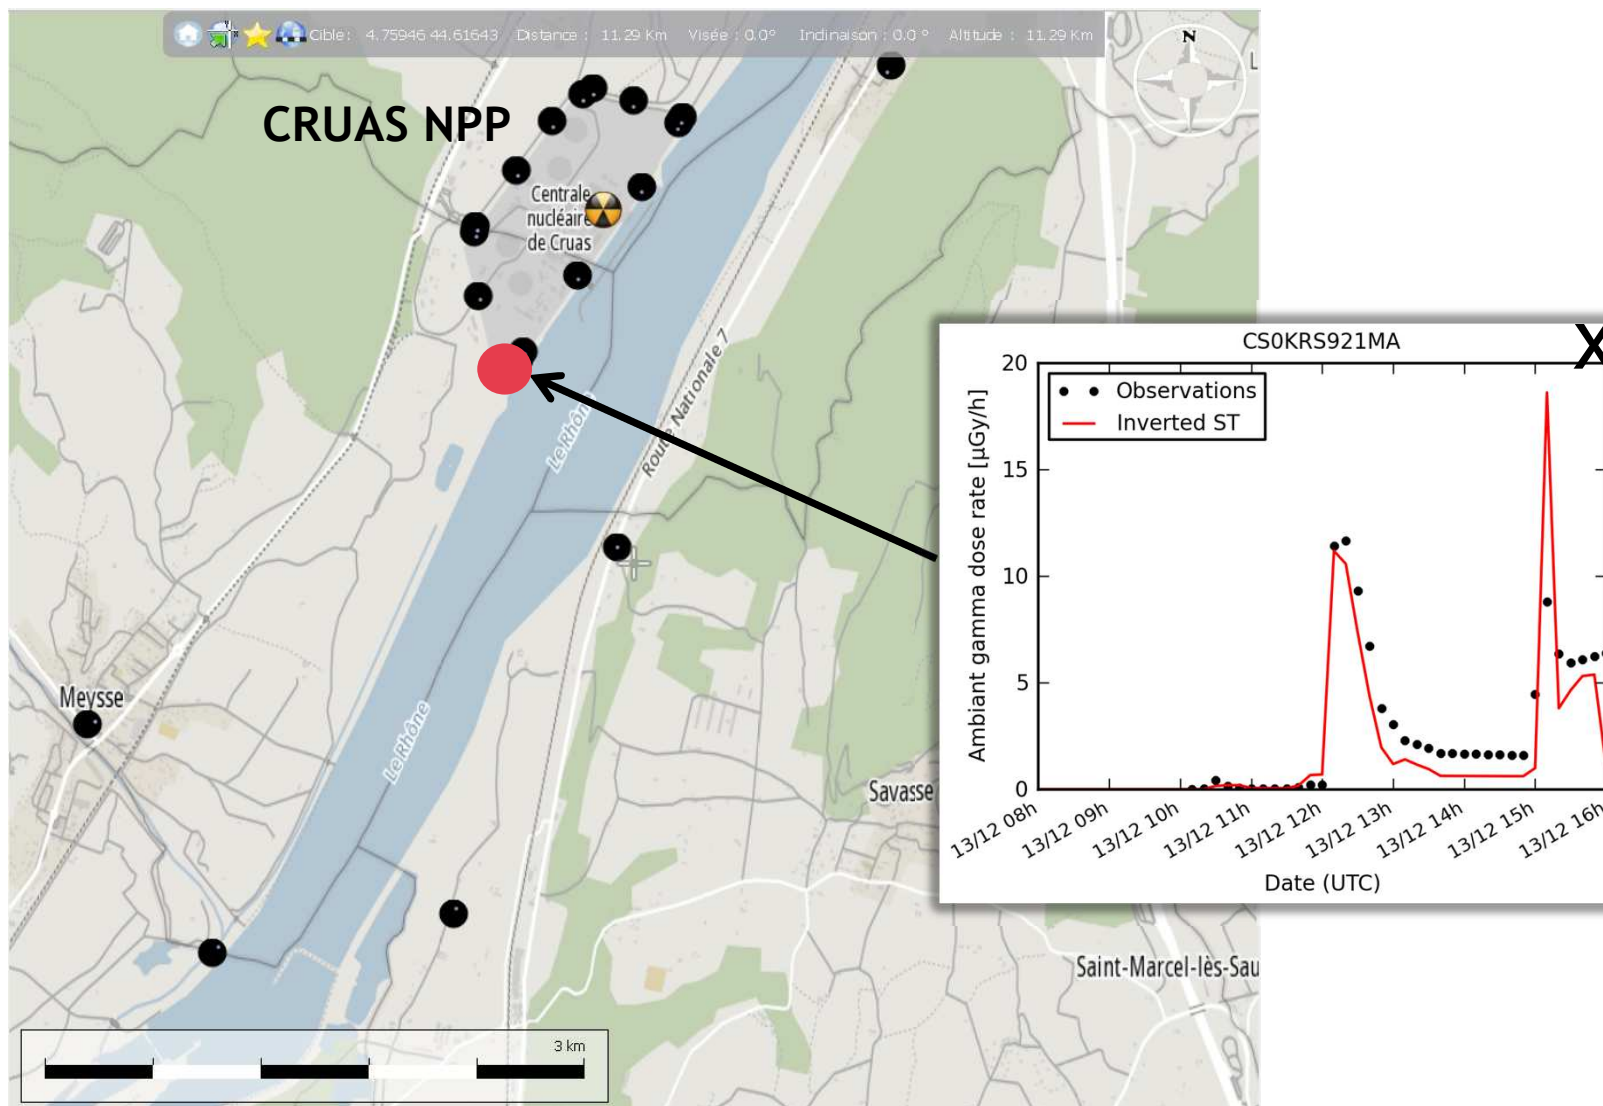 Cible : 4.75946 44.61643 Distance : 11.29 Km Visée : 0.0° Inclinaison : 0.0 ° Altitude : 11.29 Km
N
L
CRUAS NPP
Centrale
nucléaire
de Cruas
Route Nationale 7
Le Rhône
Le Rhône
Meysse
Savasse
Saint-Marcel-lès-Sau
3 km
X
CS0KRS921MA
Observations
Inverted ST
Ambiant gamma dose rate [µGy/h]
20
15
10
5
0
13/12 08h
13/12 09h
13/12 10h
13/12 11h
13/12 12h
13/12 13h
13/12 14h
13/12 15h
13/12 16h
Date (UTC)